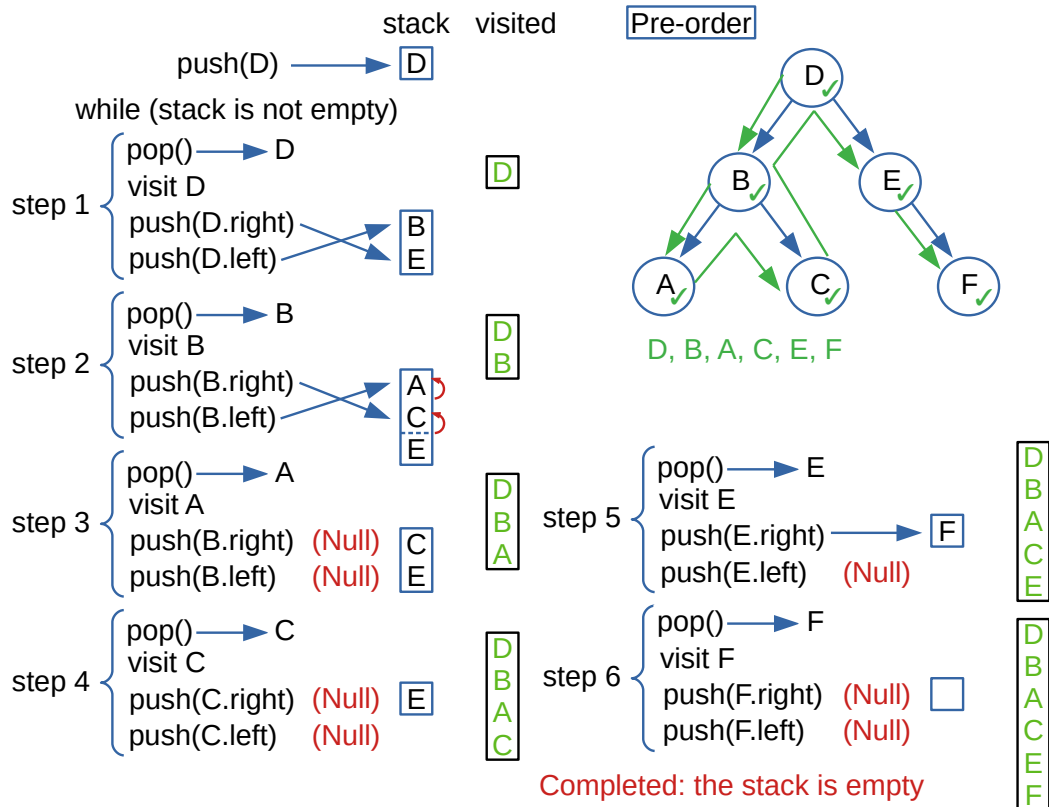 stack visited Pre-order
push(D) D
while (stack is not empty)
step 1
pop() D
visit D
push(D.right) B
push(D.left) E
D
step 2
pop() B
visit B
push(B.right) A
push(B.left) C
E
D
B
step 3
pop() A
visit A
push(B.right) (Null) C
push(B.left) (Null) E
D
B
A
step 4
pop() C
visit C
push(C.right) (Null) E
push(C.left) (Null)
D
B
A
C
D ✓
B ✓ E ✓
A ✓ C ✓ F ✓
D, B, A, C, E, F
step 5
pop() E
visit E
push(E.right) F
push(E.left) (Null)
D
B
A
C
E
step 6
pop() F
visit F
push(F.right) (Null)
push(F.left) (Null)
D
B
A
C
E
F
Completed: the stack is empty